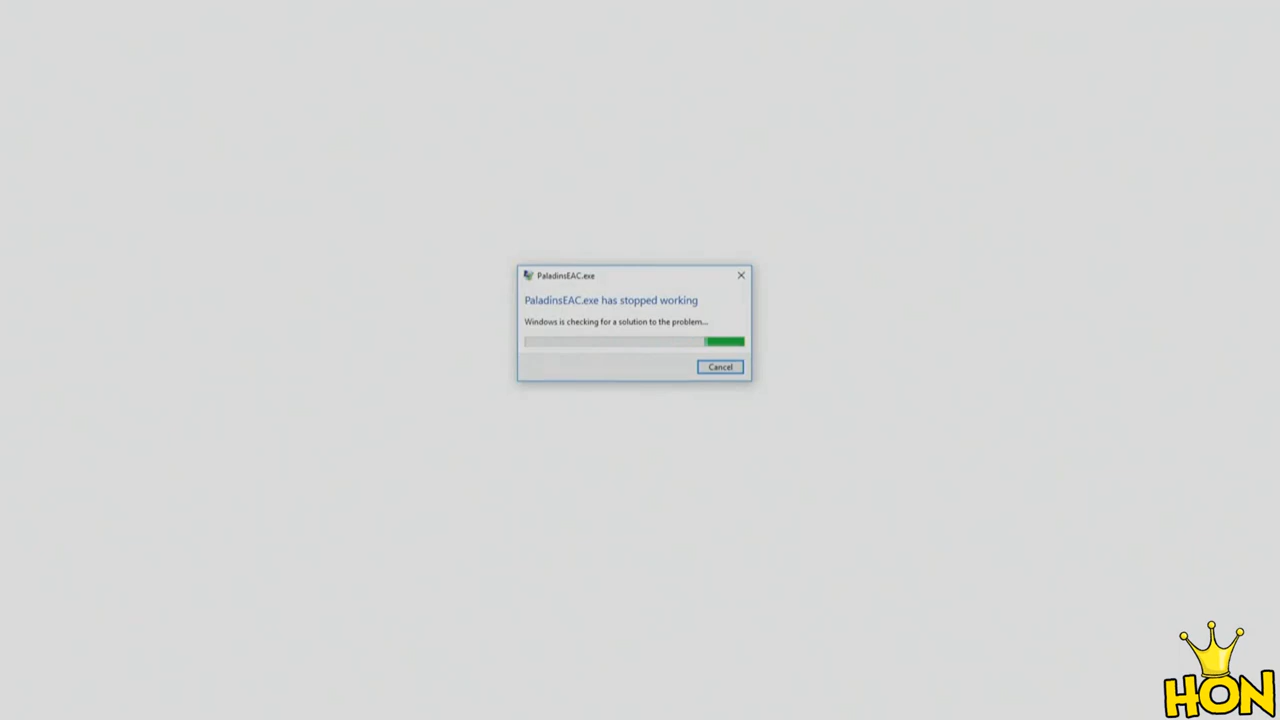 PaladinsEAC.exe
PaladinsEAC.exe has stopped working
Windows is checking for a solution to the problem...
Cancel
HON